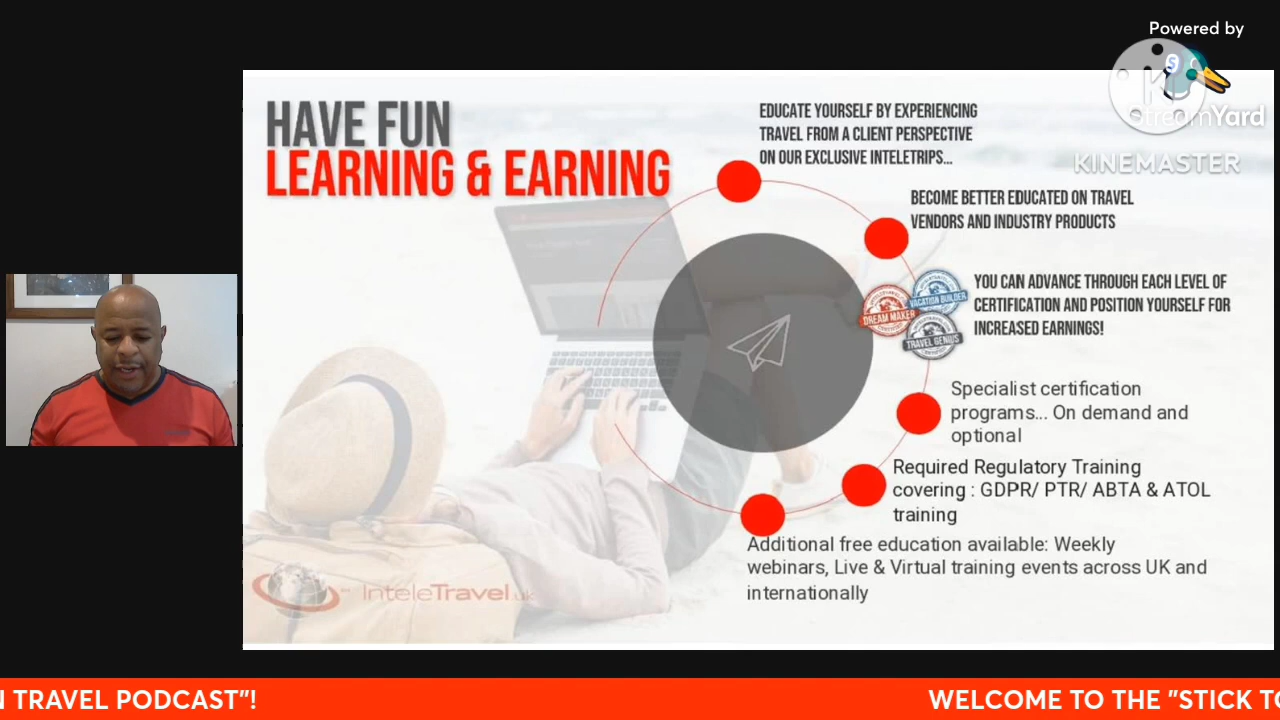 Powered by
StreamYard
KINEMASTER
HAVE FUN
LEARNING & EARNING
EDUCATE YOURSELF BY EXPERIENCING
TRAVEL FROM A CLIENT PERSPECTIVE
ON OUR EXCLUSIVE INTELETRIPS...
BECOME BETTER EDUCATED ON TRAVEL
VENDORS AND INDUSTRY PRODUCTS
VACATION BUILDER
DREAM MAKER
TRAVEL GENIUS
YOU CAN ADVANCE THROUGH EACH LEVEL OF
CERTIFICATION AND POSITION YOURSELF FOR
INCREASED EARNINGS!
Specialist certification
programs... On demand and
optional
Required Regulatory Training
covering : GDPR/ PTR/ ABTA & ATOL
training
Additional free education available: Weekly
webinars, Live & Virtual training events across UK and
internationally
InteleTravel.uk
N TRAVEL PODCAST"! WELCOME TO THE "STICK TO